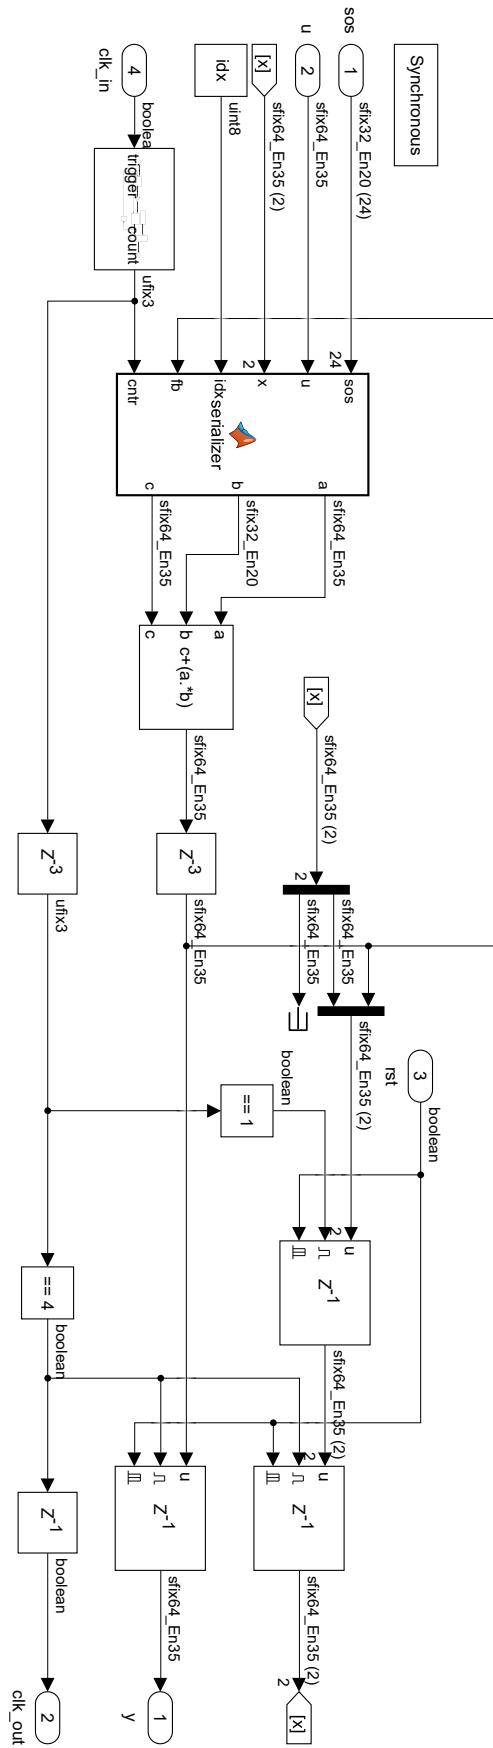 Synchronous
1
sos
sfix32_En20 (24)
2
u
sfix64_En35
[x]
sfix64_En35 (2)
idx
uint8
4
clk_in
boolea
trigger
count
ufix3
24
sos
u
2
x
idx
fb
cntr
serializer
a
b
c
sfix64_En35
sfix32_En20
sfix64_En35
a
b
c
c+(a.*b)
sfix64_En35
[x]
sfix64_En35 (2)
2
sfix64_En35
sfix64_En35
Z-3
sfix64_En35
Z-3
ufix3
sfix64_En35 (2)
3
rst
boolean
== 1
boolean
u
2
Z-1
sfix64_En35 (2)
== 4
boolean
u
2
Z-1
sfix64_En35 (2)
2
[x]
u
Z-1
sfix64_En35
1
y
Z-1
boolean
2
clk_out